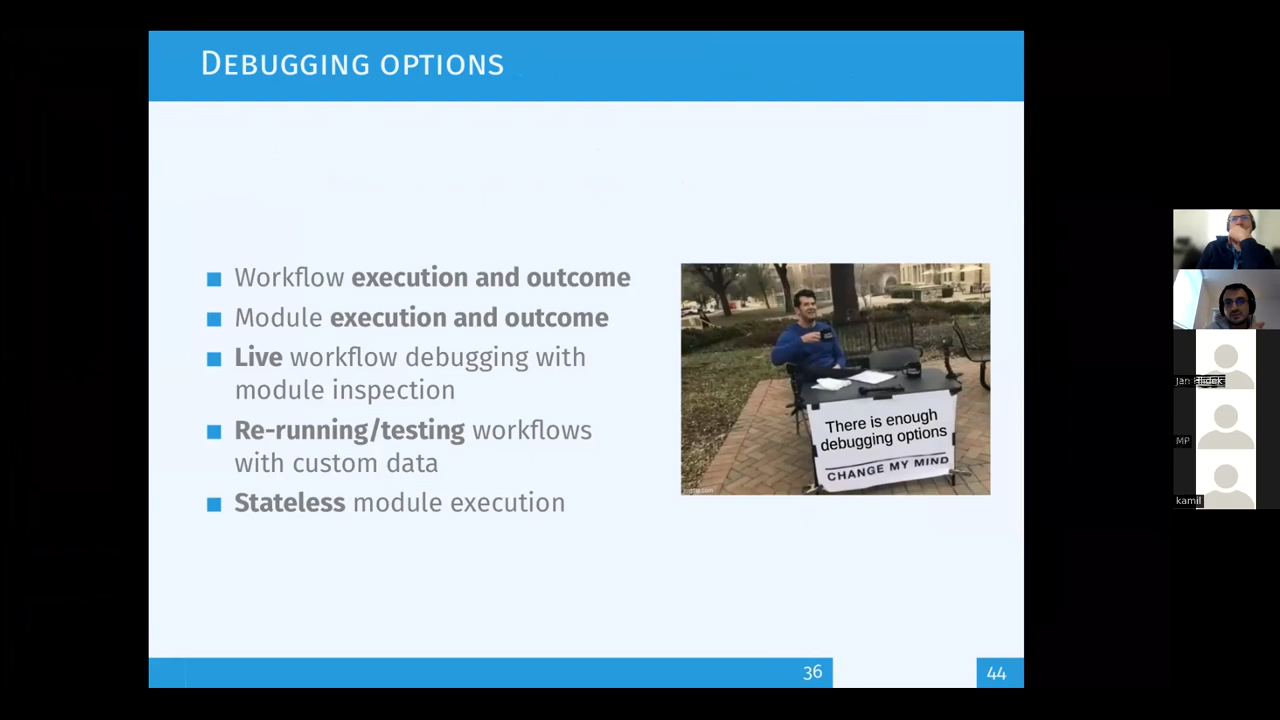 Debugging options
Workflow execution and outcome
Module execution and outcome
Live workflow debugging with
module inspection
Re-running/testing workflows
with custom data
Stateless module execution
There is enough
debugging options
CHANGE MY MIND
36
44
Jan
MP
kamil